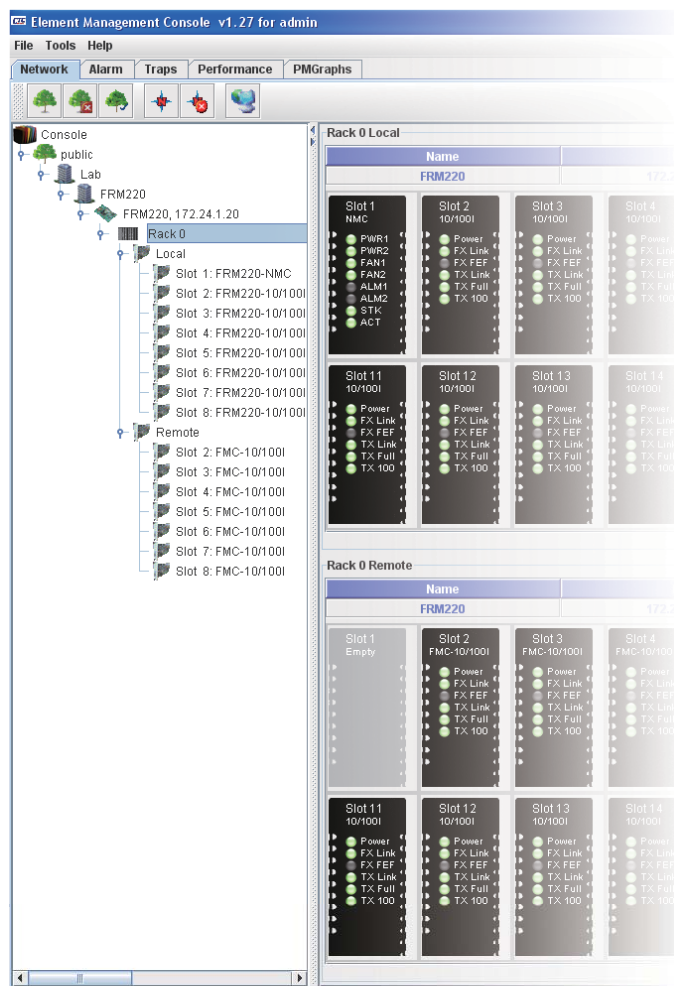 CTS Element Management Console v1.27 for admin
File Tools Help
Network Alarm Traps Performance PMGraphs
Console
public
Lab
FRM220
FRM220, 172.24.1.20
Rack 0
Local
Slot 1: FRM220-NMC
Slot 2: FRM220-10/100I
Slot 3: FRM220-10/100I
Slot 4: FRM220-10/100I
Slot 5: FRM220-10/100I
Slot 6: FRM220-10/100I
Slot 7: FRM220-10/100I
Slot 8: FRM220-10/100I
Remote
Slot 2: FMC-10/100I
Slot 3: FMC-10/100I
Slot 4: FMC-10/100I
Slot 5: FMC-10/100I
Slot 6: FMC-10/100I
Slot 7: FMC-10/100I
Slot 8: FMC-10/100I
Rack 0 Local
Name
FRM220 172.2
Slot 1
NMC
PWR1
PWR2
FAN1
FAN2
ALM1
ALM2
STK
ACT
Slot 2
10/100I
Power
FX Link
FX FEF
TX Link
TX Full
TX 100
Slot 3
10/100I
Power
FX Link
FX FEF
TX Link
TX Full
TX 100
Slot 4
10/100I
Power
FX Link
FX FEF
TX Link
TX Full
TX 100
Slot 11
10/100I
Power
FX Link
FX FEF
TX Link
TX Full
TX 100
Slot 12
10/100I
Power
FX Link
FX FEF
TX Link
TX Full
TX 100
Slot 13
10/100I
Power
FX Link
FX FEF
TX Link
TX Full
TX 100
Slot 14
10/100I
Power
FX Link
FX FEF
TX Link
TX Full
TX 100
Rack 0 Remote
Name
FRM220 172.2
Slot 1
Empty
Slot 2
FMC-10/100I
Power
FX Link
FX FEF
TX Link
TX Full
TX 100
Slot 3
FMC-10/100I
Power
FX Link
FX FEF
TX Link
TX Full
TX 100
Slot 4
FMC-10/100
Power
FX Link
FX FEF
TX Link
TX Full
TX 100
Slot 11
10/100I
Power
FX Link
FX FEF
TX Link
TX Full
TX 100
Slot 12
10/100I
Power
FX Link
FX FEF
TX Link
TX Full
TX 100
Slot 13
10/100I
Power
FX Link
FX FEF
TX Link
TX Full
TX 100
Slot 14
10/100I
Power
FX Link
FX FEF
TX Link
TX Full
TX 100